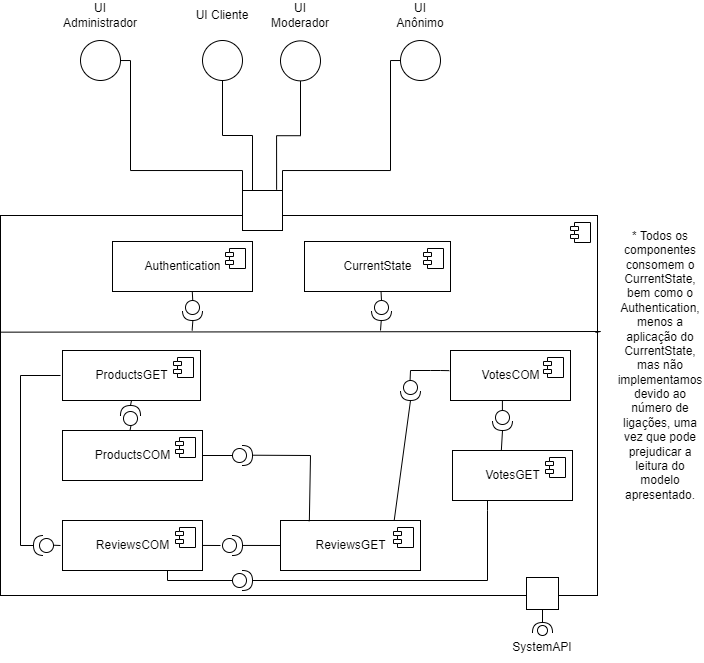 UI
Administrador
UI Cliente
UI
Moderador
UI
Anônimo
Authentication
CurrentState
* Todos os
componentes
consomem o
CurrentState,
bem como o
Authentication,
menos a
aplicação do
CurrentState,
mas não
implementamos
devido ao
número de
ligações, uma
vez que pode
prejudicar a
leitura do
modelo
apresentado.
ProductsGET
VotesCOM
ProductsCOM
VotesGET
ReviewsCOM
ReviewsGET
SystemAPI